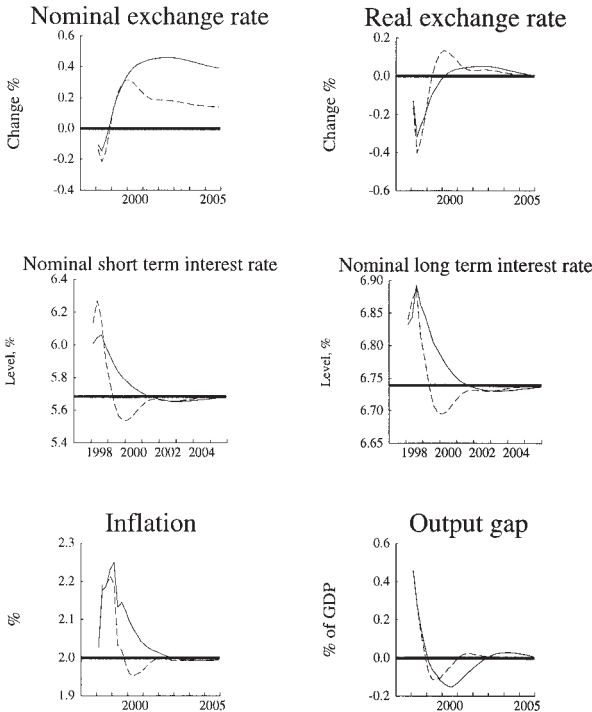 Nominal exchange rate
0.6
0.4
0.2
0.0
-0.2
-0.4
Change %
2000 2005
Real exchange rate
0.2
0.0
-0.2
-0.4
-0.6
Change %
2000 2005
Nominal short term interest rate
6.4
6.2
6.0
5.8
5.6
5.4
Level, %
1998 2000 2002 2004
Nominal long term interest rate
6.90
6.85
6.80
6.75
6.70
6.65
Level, %
1998 2000 2002 2004
Inflation
2.3
2.2
2.1
2.0
1.9
%
2000 2005
Output gap
0.6
0.4
0.2
0.0
-0.2
% of GDP
2000 2005